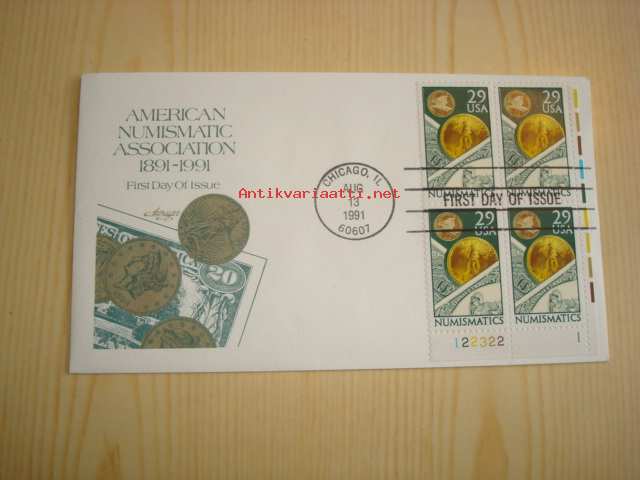 AMERICAN
NUMISMATIC
ASSOCIATION
1891-1991
First Day Of Issue
Artcraft
20
CHICAGO, IL
AUG
13
1991
60607
Antikvariaatti.net
29
USA
29
USA
NUMISMATICS
NUMISMATICS
FIRST DAY OF ISSUE
29
USA
29
USA
NUMISMATICS
NUMISMATICS
122322
1